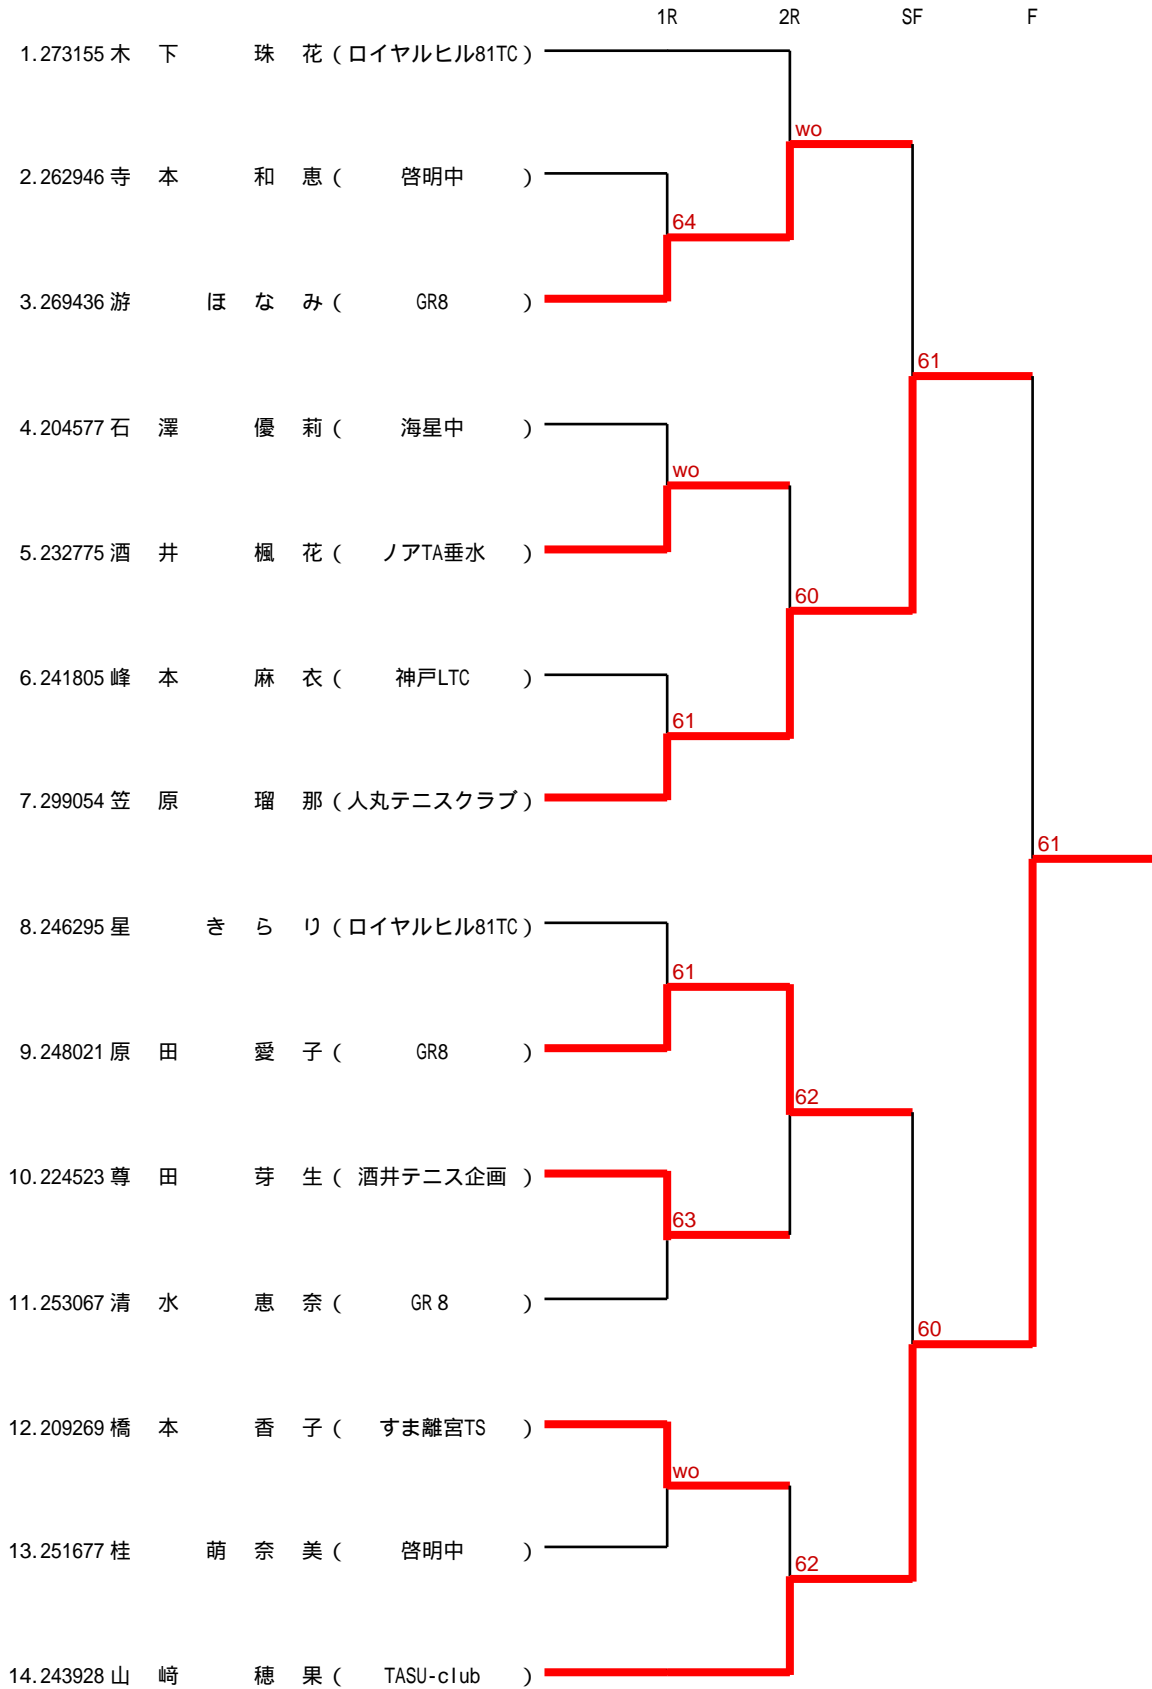 1R 2R SF F
1.273155 木下 珠花 (ロイヤルヒル81TC)
wo
2.262946 寺本 和恵 (啓明中)
64
3.269436 游 ほなみ (GR8)
61
4.204577 石澤 優莉 (海星中)
wo
5.232775 酒井 楓花 (ノアTA垂水)
60
6.241805 峰本 麻衣 (神戸LTC)
61
7.299054 笠原 瑠那 (人丸テニスクラブ)
61
8.246295 星 きらり (ロイヤルヒル81TC)
61
9.248021 原田 愛子 (GR8)
62
10.224523 尊田 芽生 (酒井テニス企画)
63
11.253067 清水 恵奈 (GR８)
60
12.209269 橋本 香子 (すま離宮TS)
wo
13.251677 桂 萌奈美 (啓明中)
62
14.243928 山﨑 穂果 (TASU-club)